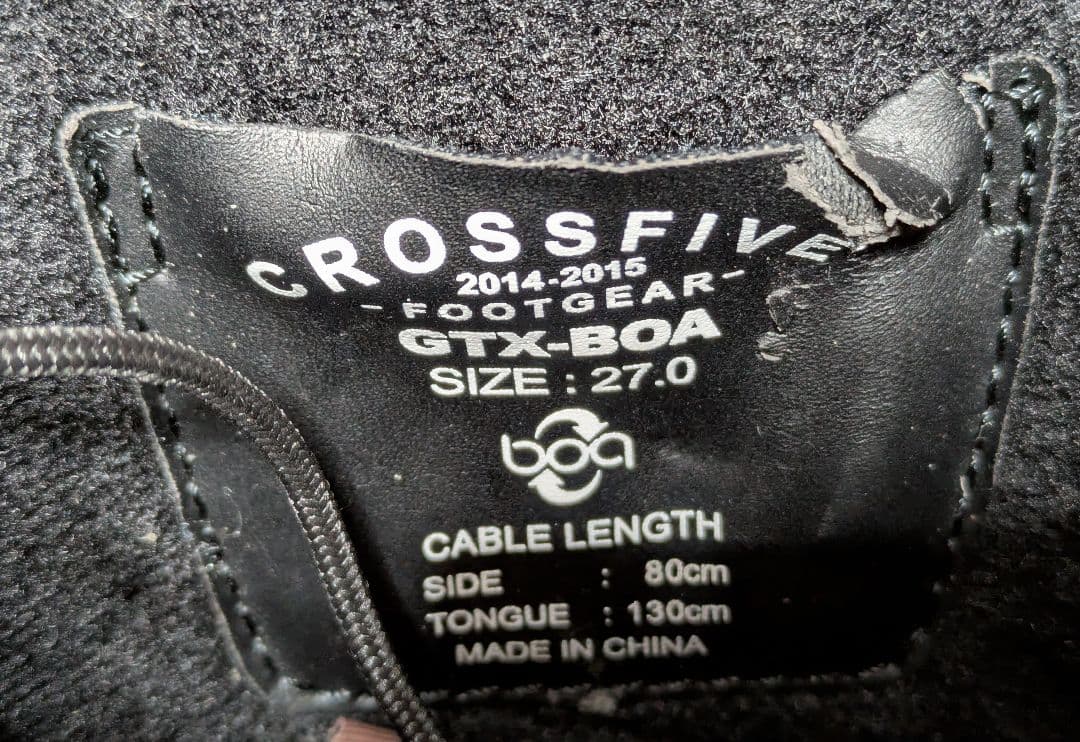 CROSSFIVE
2014-2015
- FOOTGEAR -
GTX-BOA
SIZE : 27.0
boa
CABLE LENGTH
SIDE : 80cm
TONGUE : 130cm
MADE IN CHINA